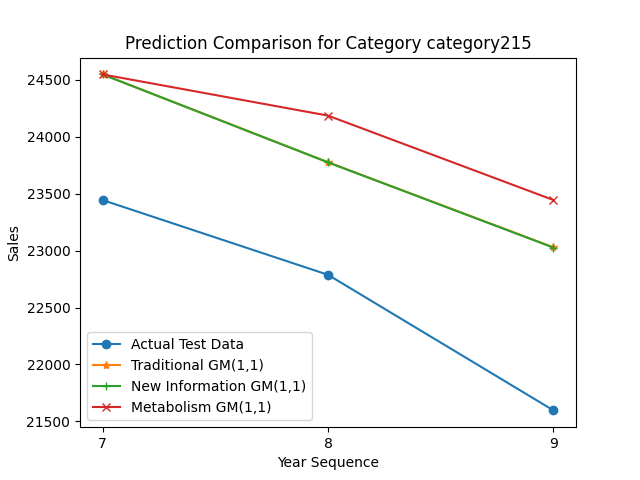 Prediction Comparison for Category category215
24500
24000
23500
23000
22500
22000
21500
Sales
Actual Test Data
Traditional GM(1,1)
New Information GM(1,1)
Metabolism GM(1,1)
7 8 9
Year Sequence